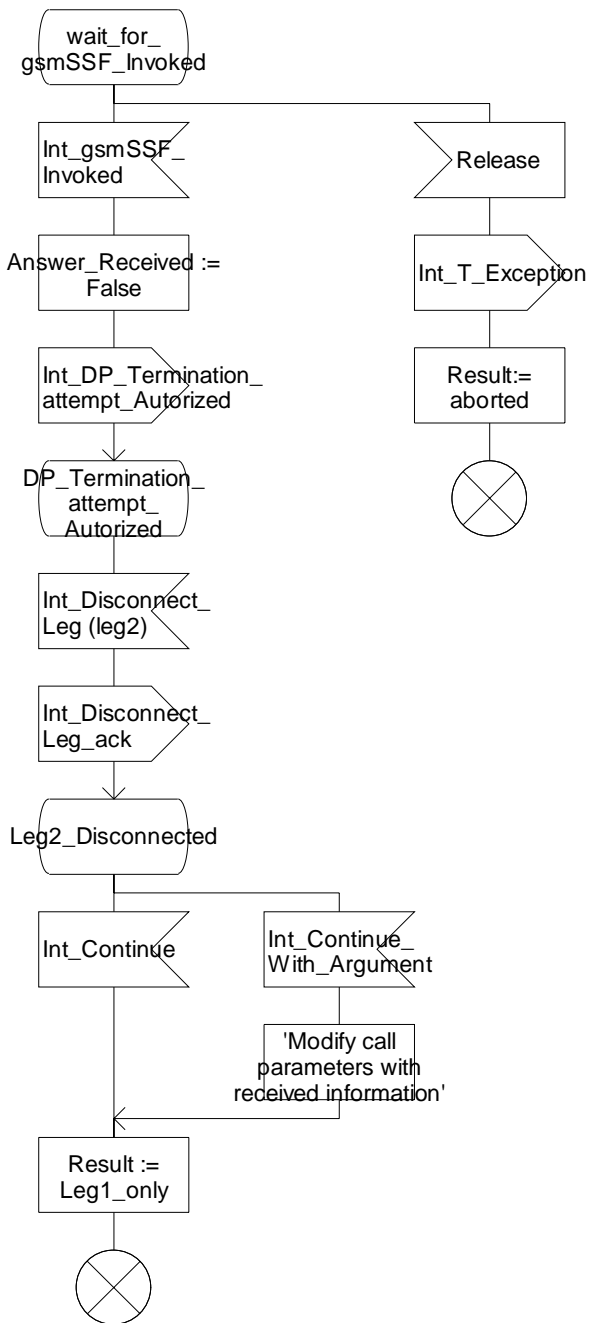 wait_for_
gsmSSF_Invoked
Int_gsmSSF_
Invoked
Release
Answer_Received :=
False
Int_T_Exception
Int_DP_Termination_
attempt_Autorized
Result:=
aborted
DP_Termination_
attempt_
Autorized
Int_Disconnect_
Leg (leg2)
Int_Disconnect_
Leg_ack
Leg2_Disconnected
Int_Continue
Int_Continue_
With_Argument
'Modify call
parameters with
received information'
Result :=
Leg1_only